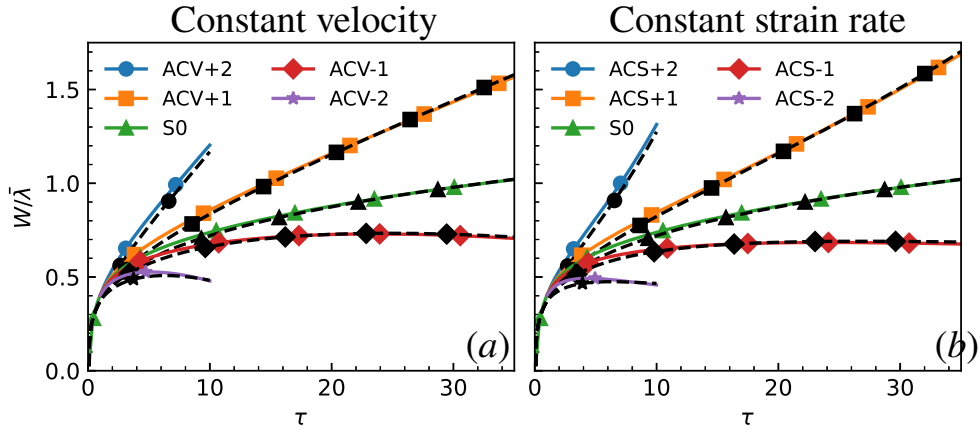 Constant velocity
Constant strain rate
ACV+2
ACV+1
S0
ACV-1
ACV-2
ACS+2
ACS+1
S0
ACS-1
ACS-2
W/λ̄
1.5
1.0
0.5
0.0
(a)
(b)
0
10
20
30
0
10
20
30
τ
τ